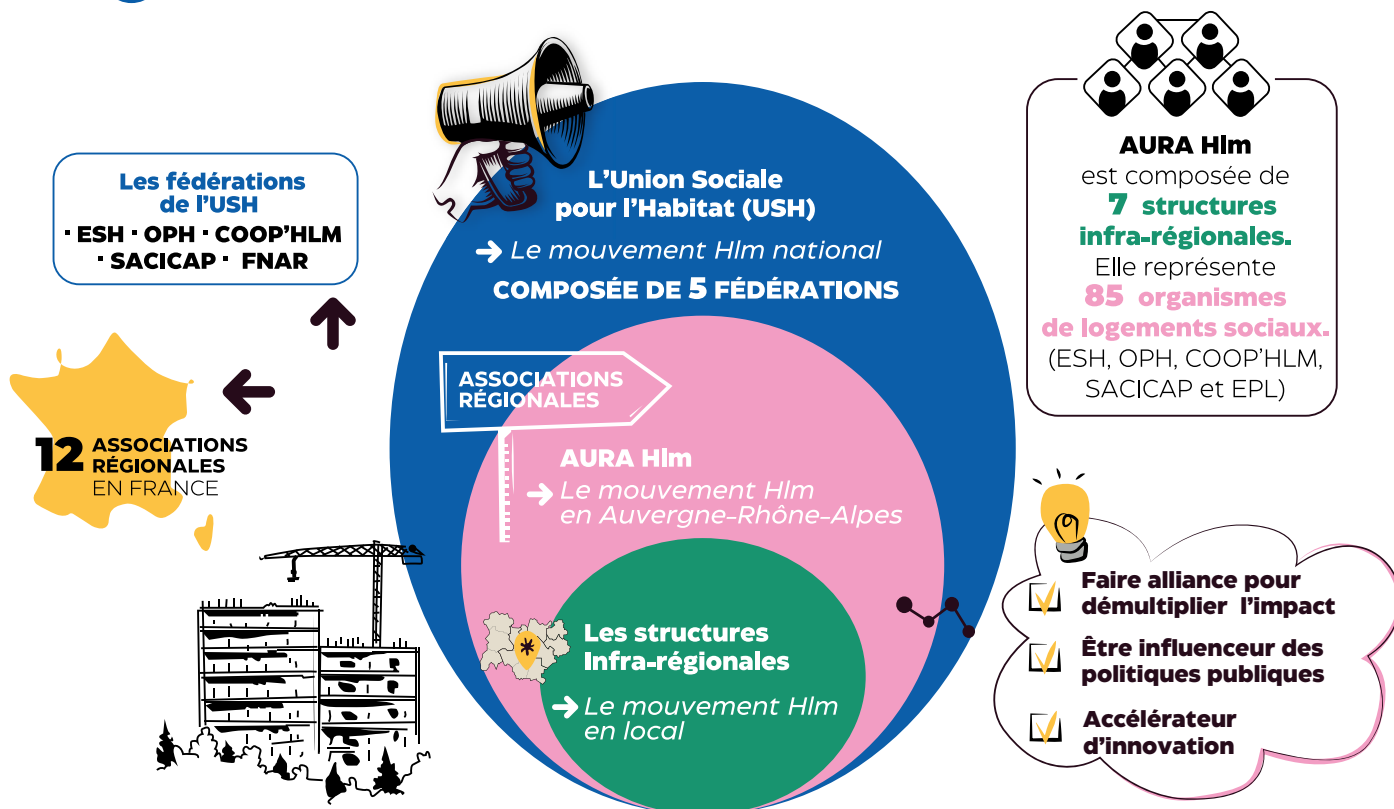 Les fédérations
de l'USH
· ESH · OPH · COOP'HLM
· SACICAP · FNAR
12 ASSOCIATIONS
RÉGIONALES
EN FRANCE
L'Union Sociale
pour l'Habitat (USH)
→ Le mouvement Hlm national
COMPOSÉE DE 5 FÉDÉRATIONS
ASSOCIATIONS
RÉGIONALES
AURA Hlm
→ Le mouvement Hlm
en Auvergne-Rhône-Alpes
Les structures
Infra-régionales
→ Le mouvement Hlm
en local
AURA Hlm
est composée de
7 structures
infra-régionales.
Elle représente
85 organismes
de logements sociaux.
(ESH, OPH, COOP'HLM,
SACICAP et EPL)
Faire alliance pour
démultiplier l'impact
Être influenceur des
politiques publiques
Accélérateur
d'innovation